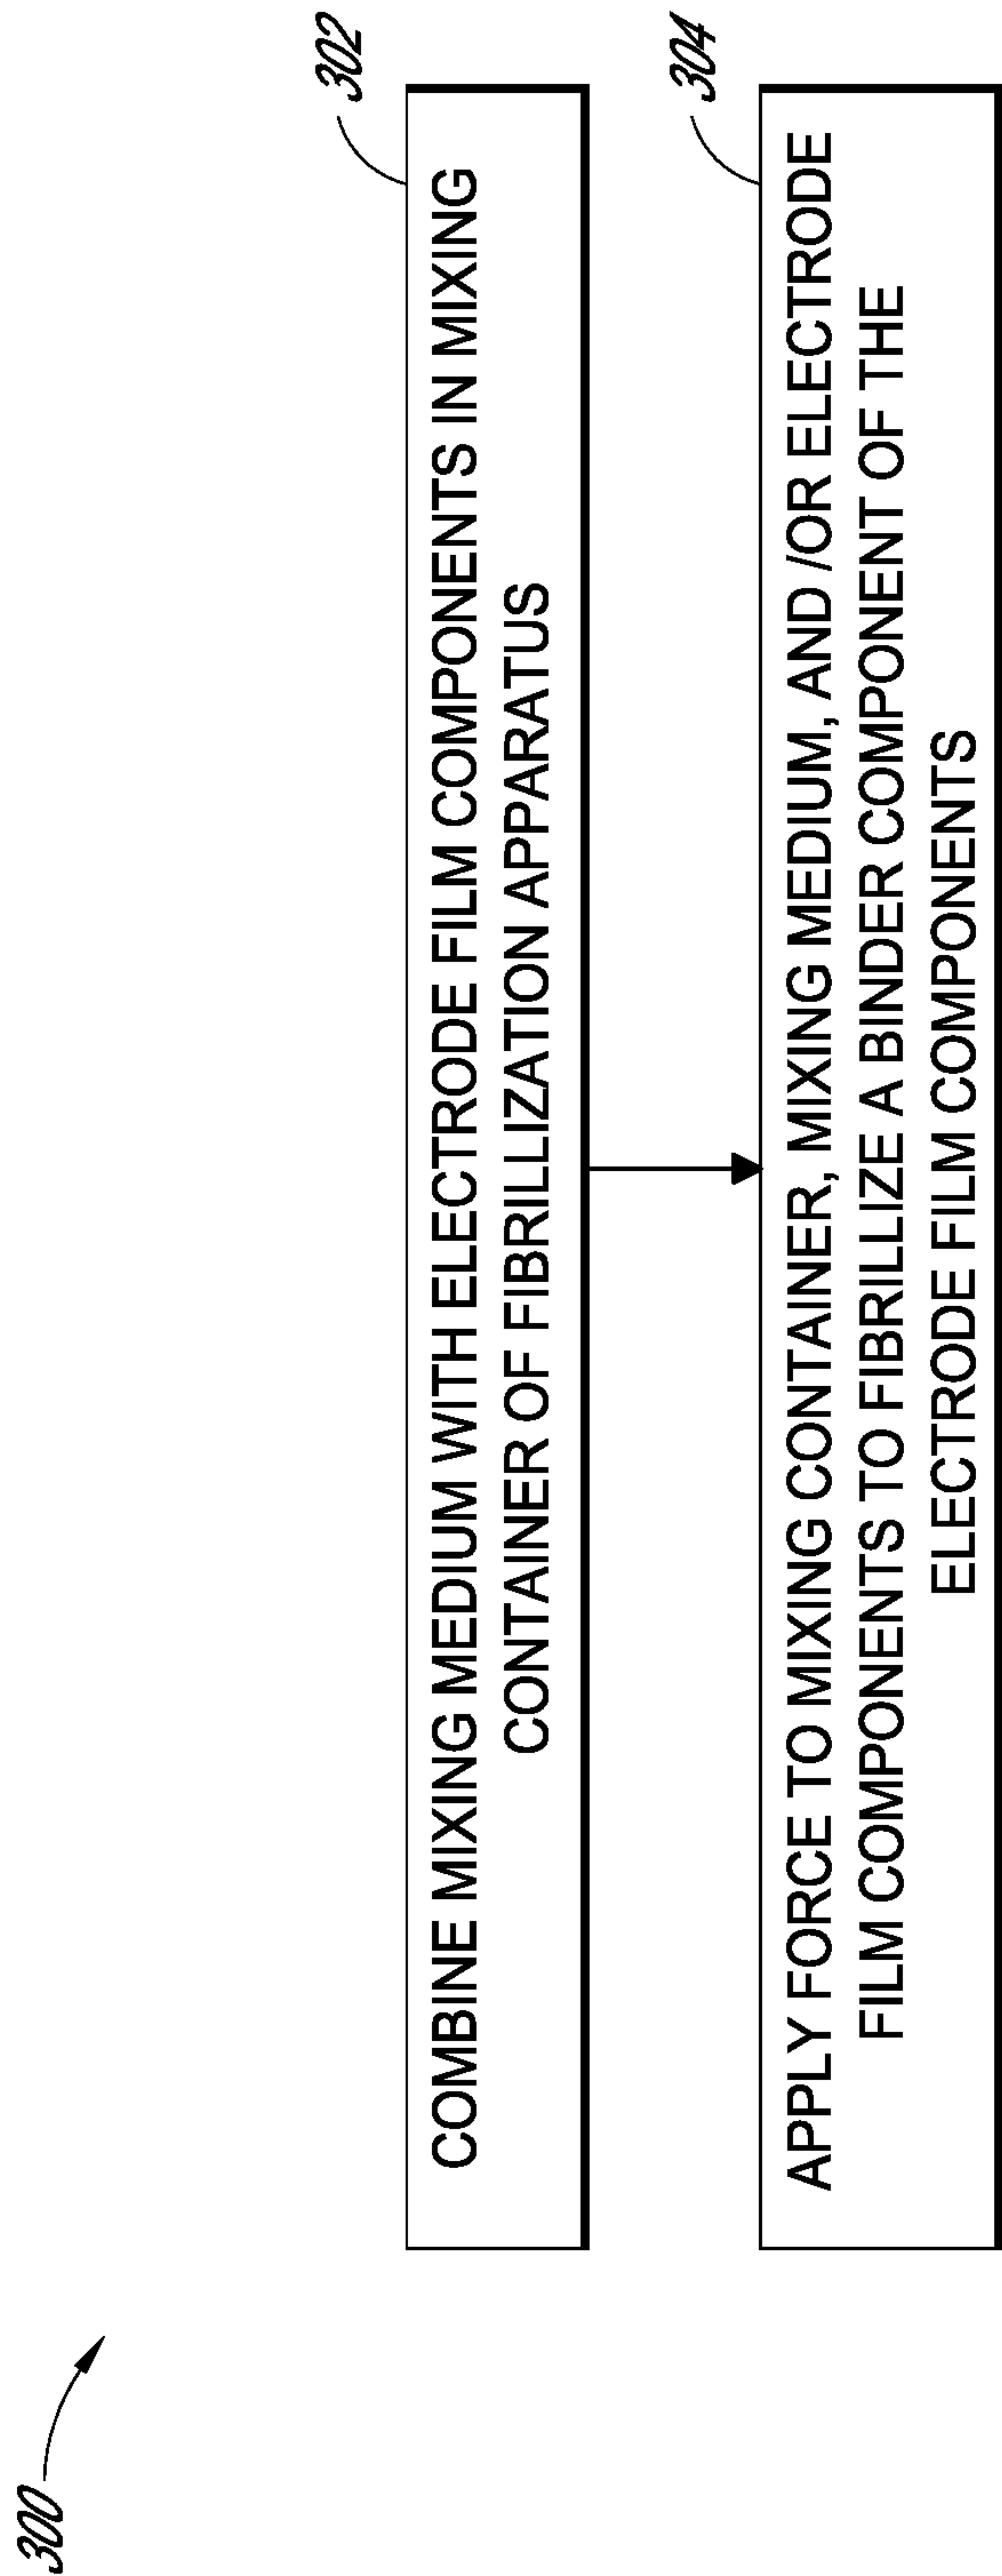 300
302
COMBINE MIXING MEDIUM WITH ELECTRODE FILM COMPONENTS IN MIXING
CONTAINER OF FIBRILLIZATION APPARATUS
304
APPLY FORCE TO MIXING CONTAINER, MIXING MEDIUM, AND /OR ELECTRODE
FILM COMPONENTS TO FIBRILLIZE A BINDER COMPONENT OF THE
ELECTRODE FILM COMPONENTS